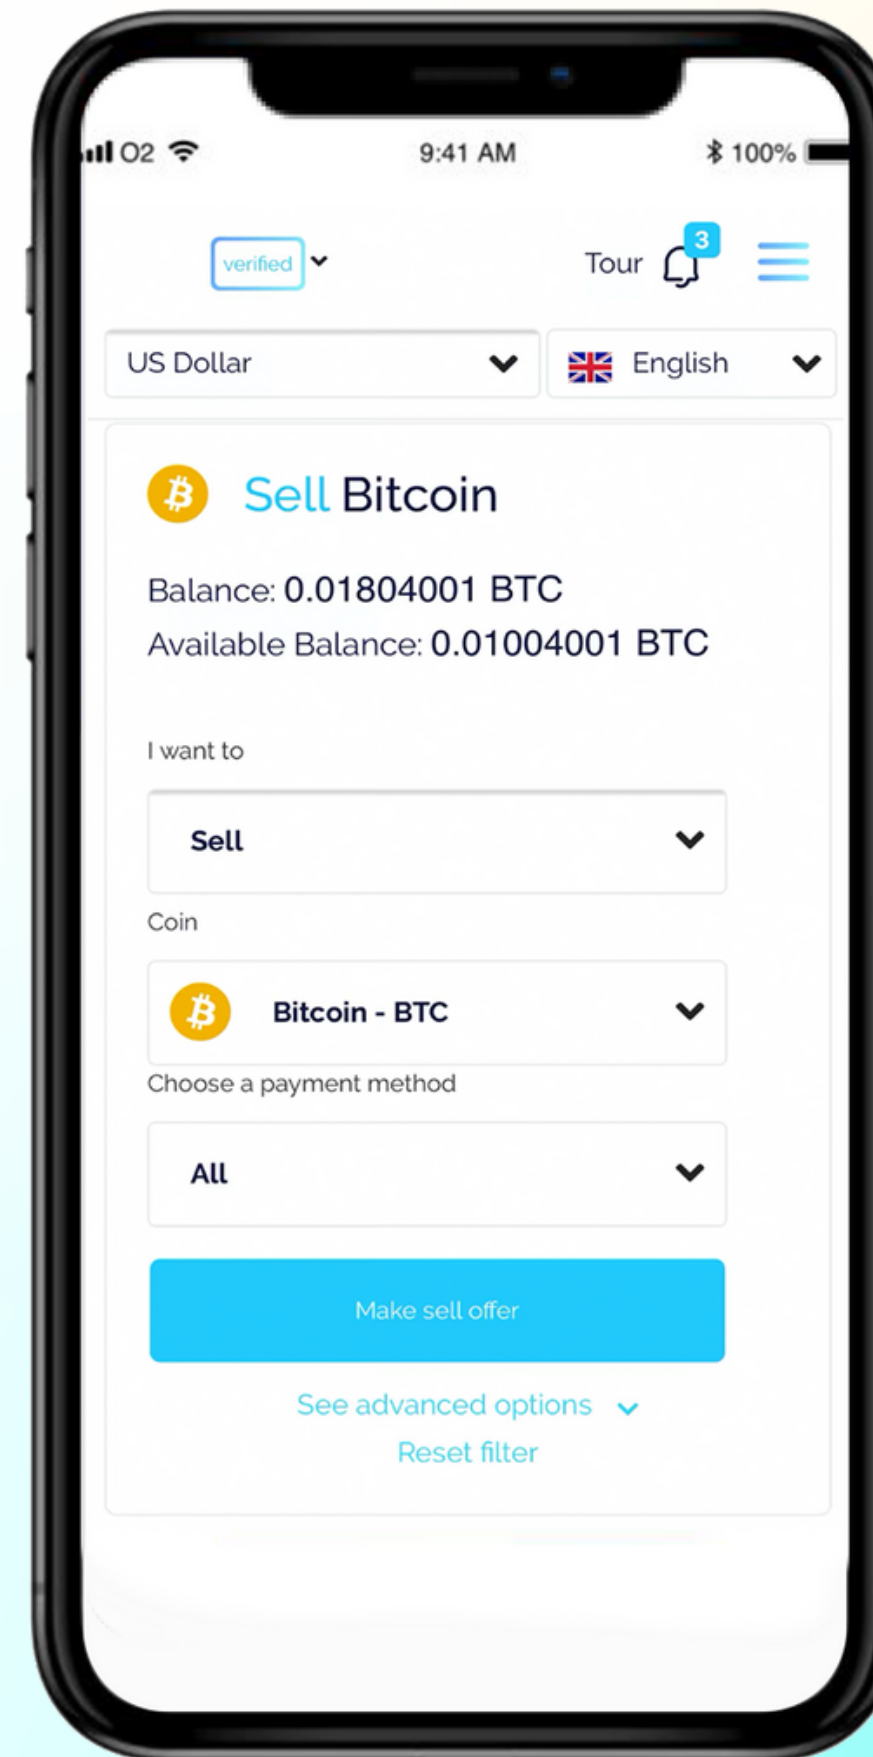 O2 9:41 AM 100%
verified Tour 3
US Dollar English
Sell Bitcoin
Balance: 0.01804001 BTC
Available Balance: 0.01004001 BTC
I want to
Sell
Coin
Bitcoin - BTC
Choose a payment method
All
Make sell offer
See advanced options
Reset filter